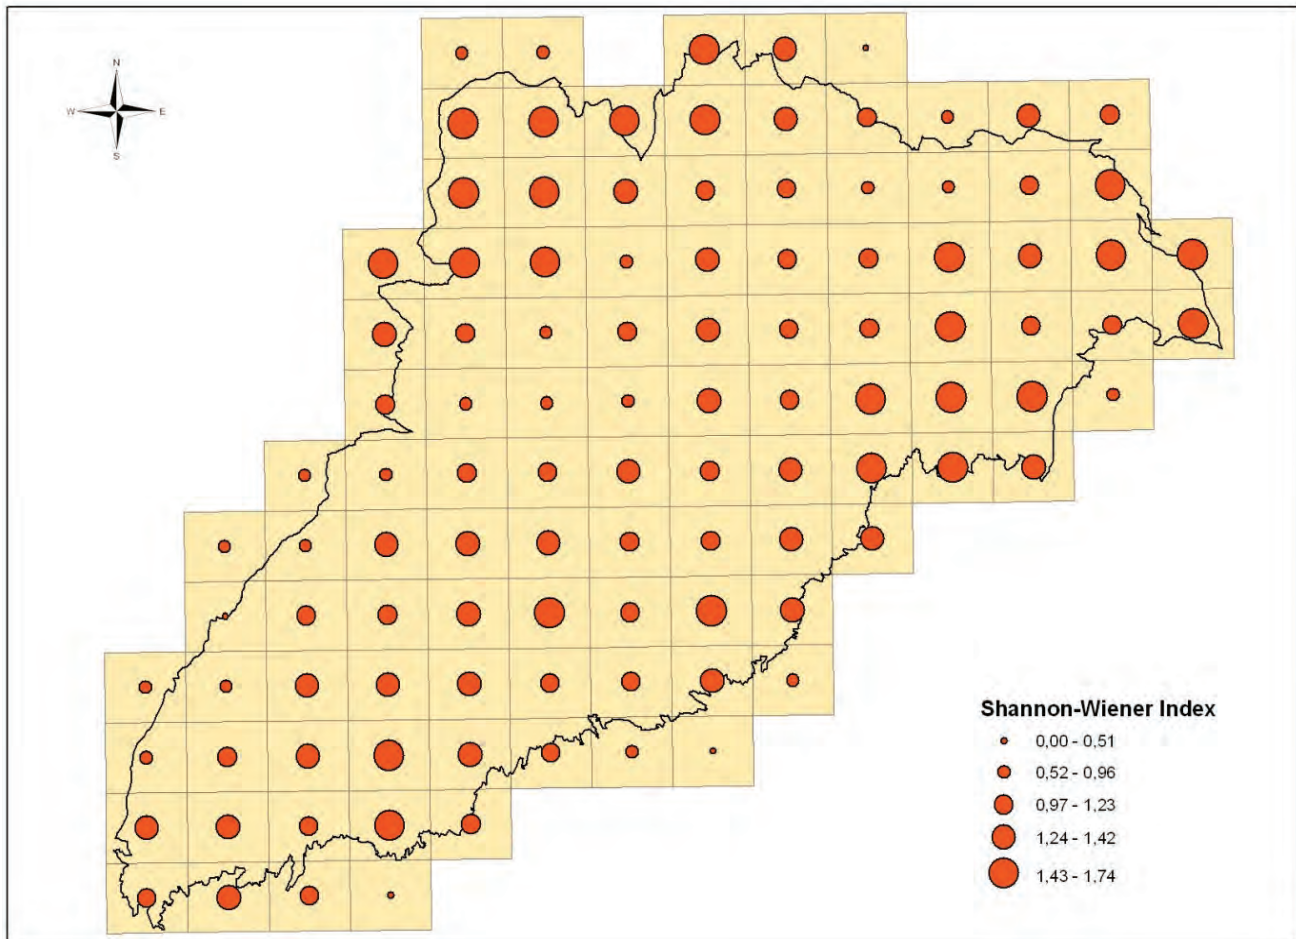 N
W E
S
Shannon-Wiener Index
0,00 - 0,51
0,52 - 0,96
0,97 - 1,23
1,24 - 1,42
1,43 - 1,74